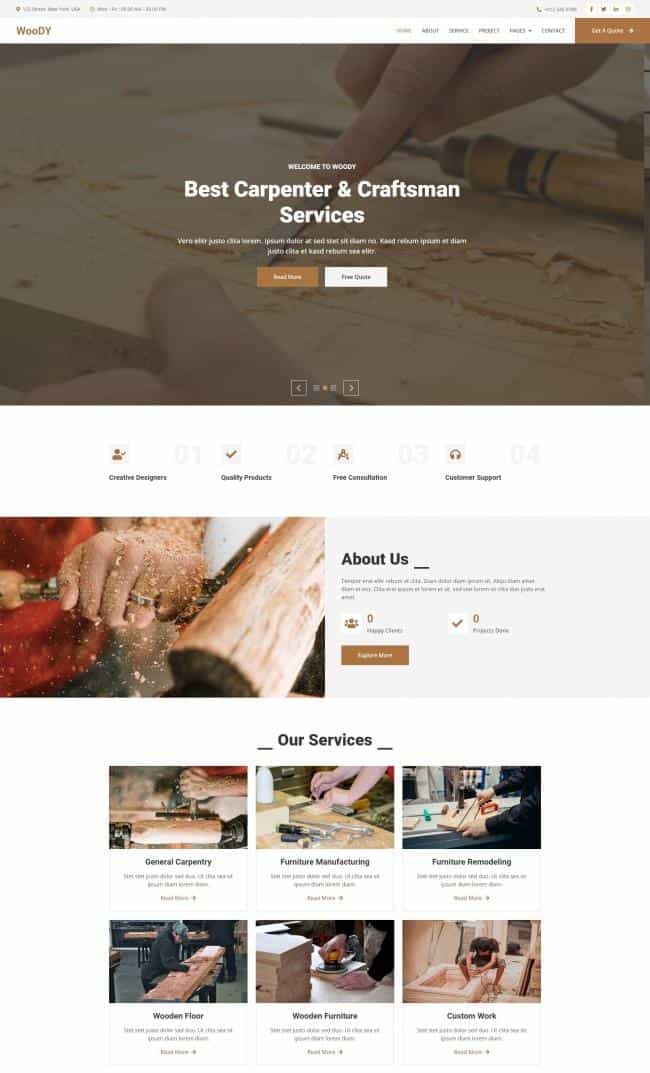 123 Street, New York, USA
Mon - Fri : 09.00 AM - 09.00 PM
+012 345 6789
WooDY
HOME
ABOUT
SERVICE
PROJECT
PAGES
CONTACT
Get A Quote
WELCOME TO WOODY
Best Carpenter & Craftsman
Services
Vero elitr justo clita lorem. Ipsum dolor at sed stet sit diam no. Kasd rebum ipsum et diam
justo clita et kasd rebum sea elitr.
Read More
Free Quote
01
02
03
04
Creative Designers
Quality Products
Free Consultation
Customer Support
About Us
Tempor erat elitr rebum at clita. Diam dolor diam ipsum sit. Aliqu diam amet
diam et eos. Clita erat ipsum et lorem et sit, sed stet lorem sit clita duo justo erat
amet
0
Happy Clients
0
Projects Done
Explore More
Our Services
General Carpentry
Stet stet justo dolor sed duo. Ut clita sea sit
ipsum diam lorem diam.
Read More
Furniture Manufacturing
Stet stet justo dolor sed duo. Ut clita sea sit
ipsum diam lorem diam.
Read More
Furniture Remodeling
Stet stet justo dolor sed duo. Ut clita sea sit
ipsum diam lorem diam.
Read More
Wooden Floor
Stet stet justo dolor sed duo. Ut clita sea sit
ipsum diam lorem diam.
Read More
Wooden Furniture
Stet stet justo dolor sed duo. Ut clita sea sit
ipsum diam lorem diam.
Read More
Custom Work
Stet stet justo dolor sed duo. Ut clita sea sit
ipsum diam lorem diam.
Read More